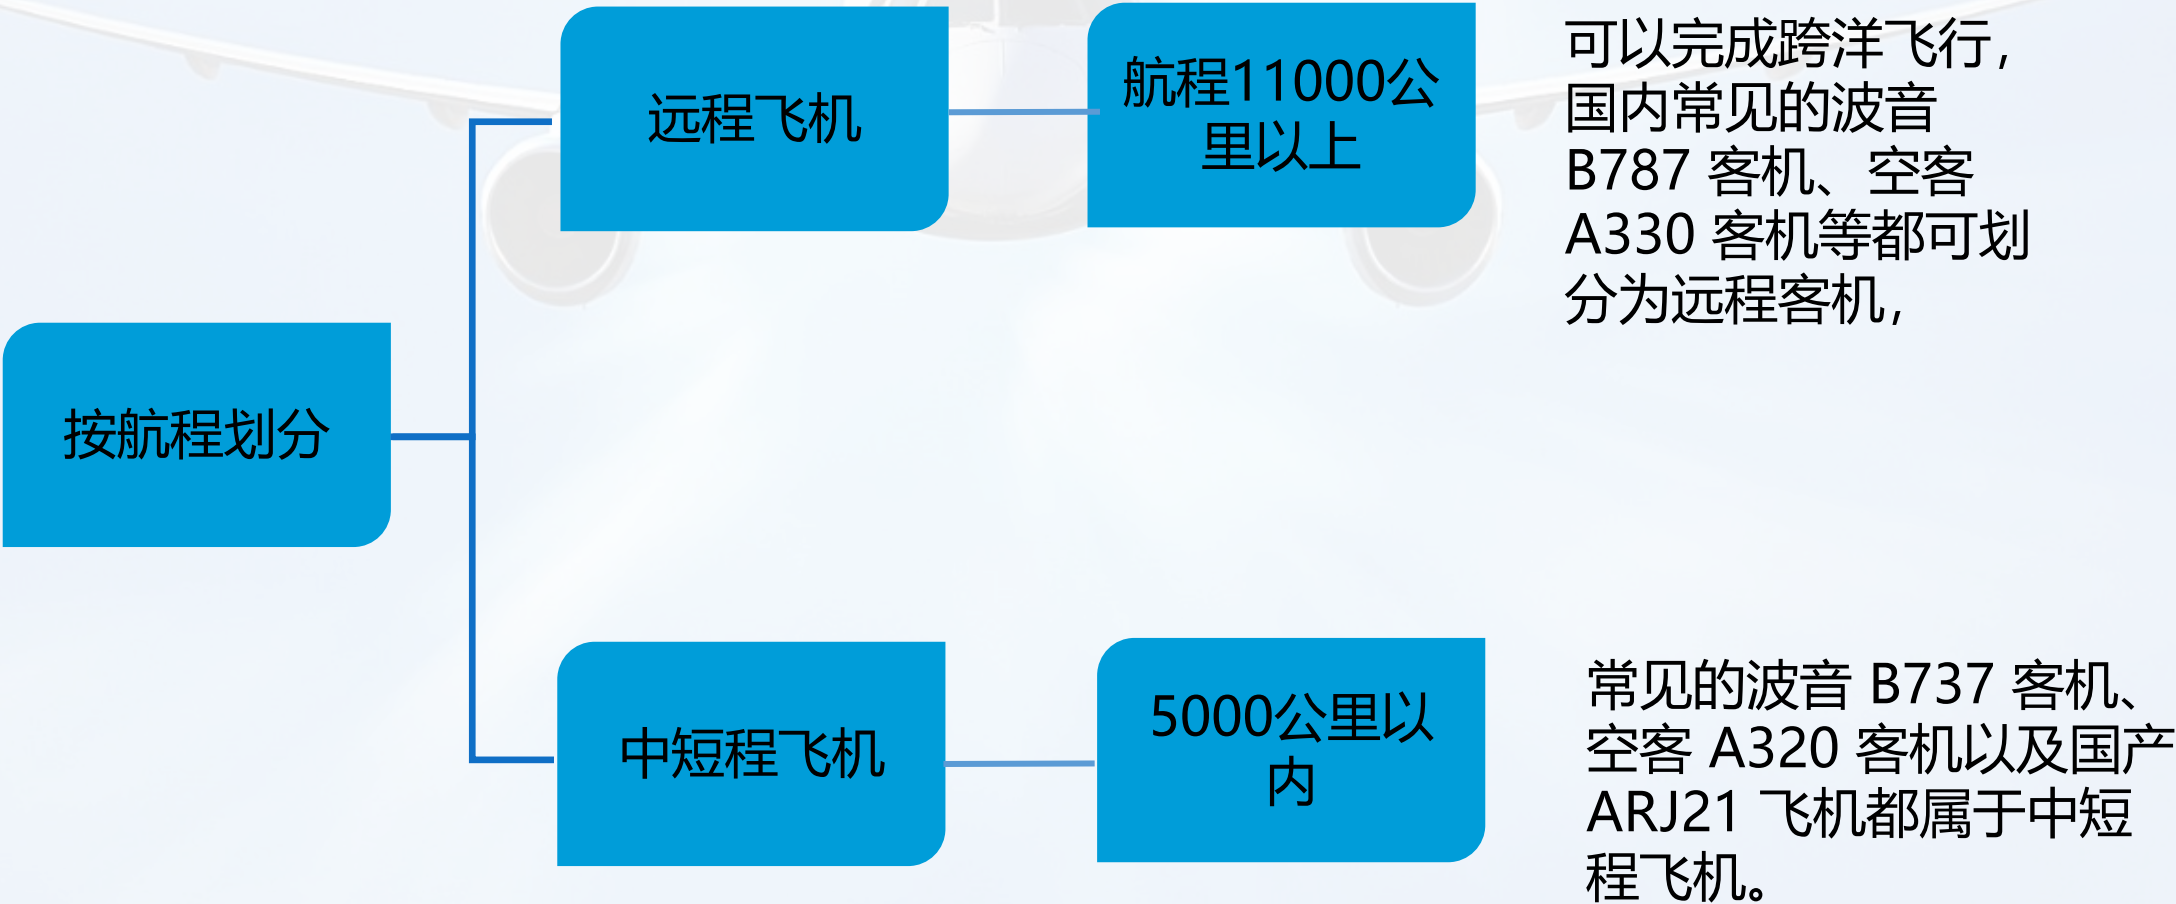 按航程划分
远程飞机
航程11000公
里以上
可以完成跨洋飞行，
国内常见的波音
B787 客机、空客
A330 客机等都可划
分为远程客机，
中短程飞机
5000公里以
内
常见的波音 B737 客机、
空客 A320 客机以及国产
ARJ21 飞机都属于中短
程飞机。